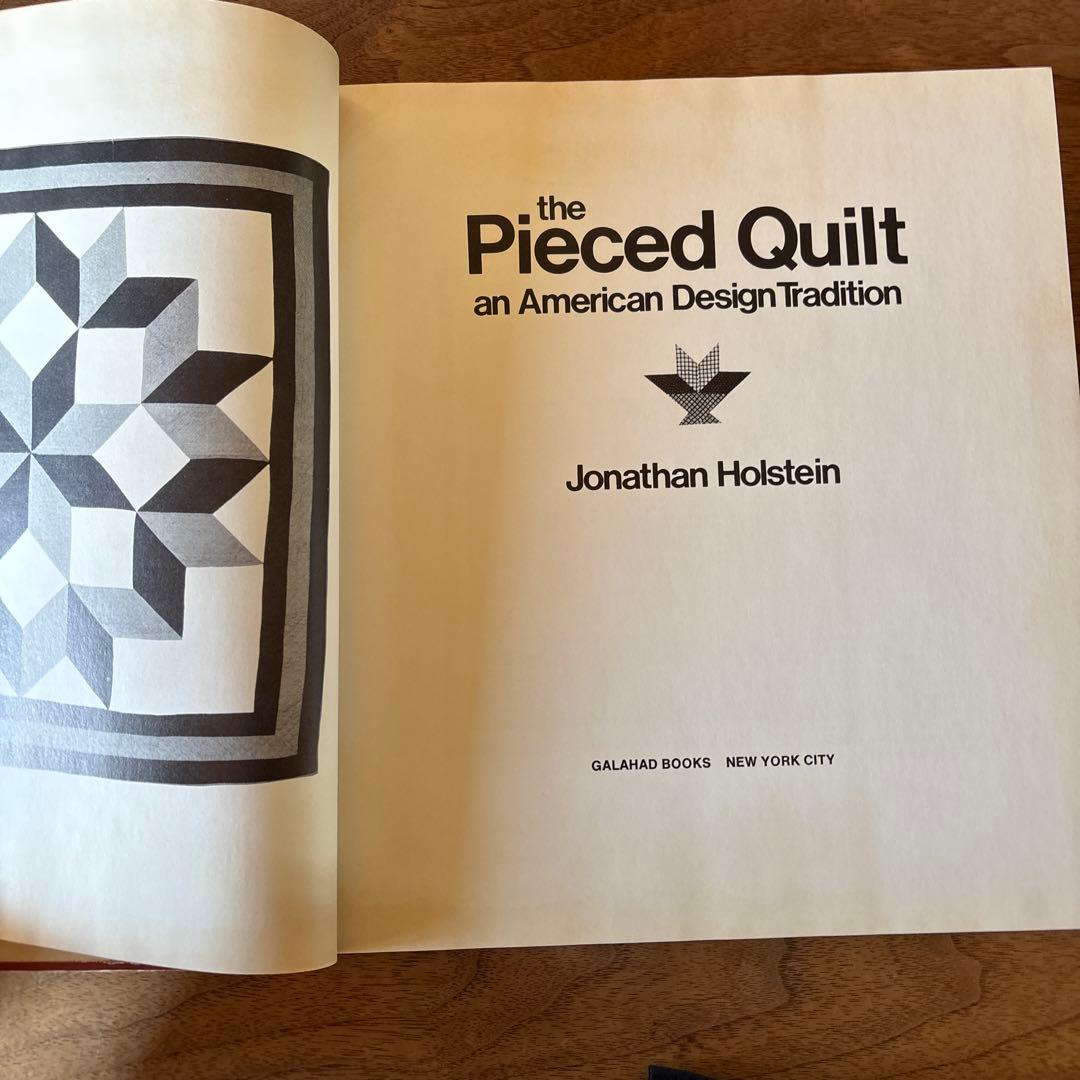 the
Pieced Quilt
an American Design Tradition
Jonathan Holstein
GALAHAD BOOKS NEW YORK CITY